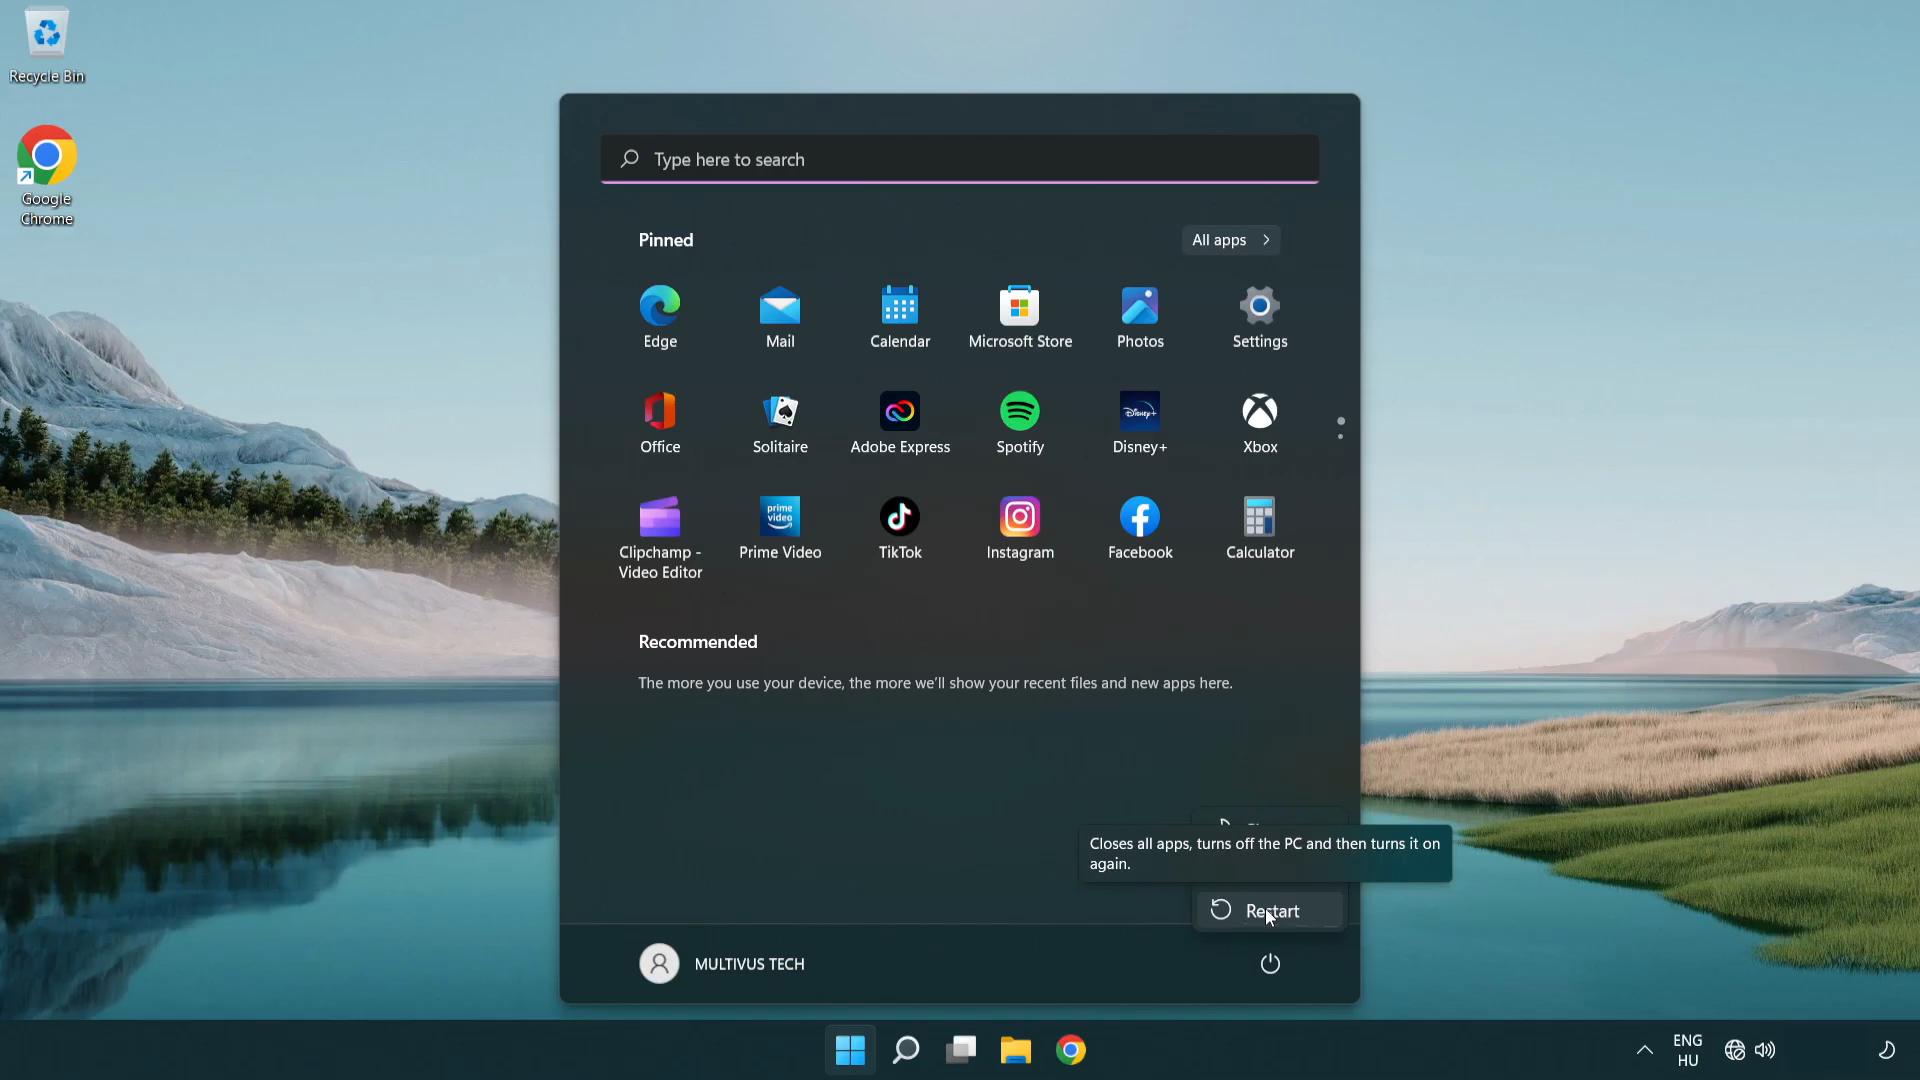 Recycle Bin
Google
Chrome
Type here to search
Pinned
All apps
Edge
Mail
Calendar
Microsoft Store
Photos
Settings
Office
Solitaire
Adobe Express
Spotify
Disney+
Disney+
Xbox
prime
video
Clipchamp -
Video Editor
Prime Video
TikTok
Instagram
Facebook
Calculator
Recommended
The more you use your device, the more we'll show your recent files and new apps here.
Closes all apps, turns off the PC and then turns it on
again.
Restart
MULTIVUS TECH
ENG
HU